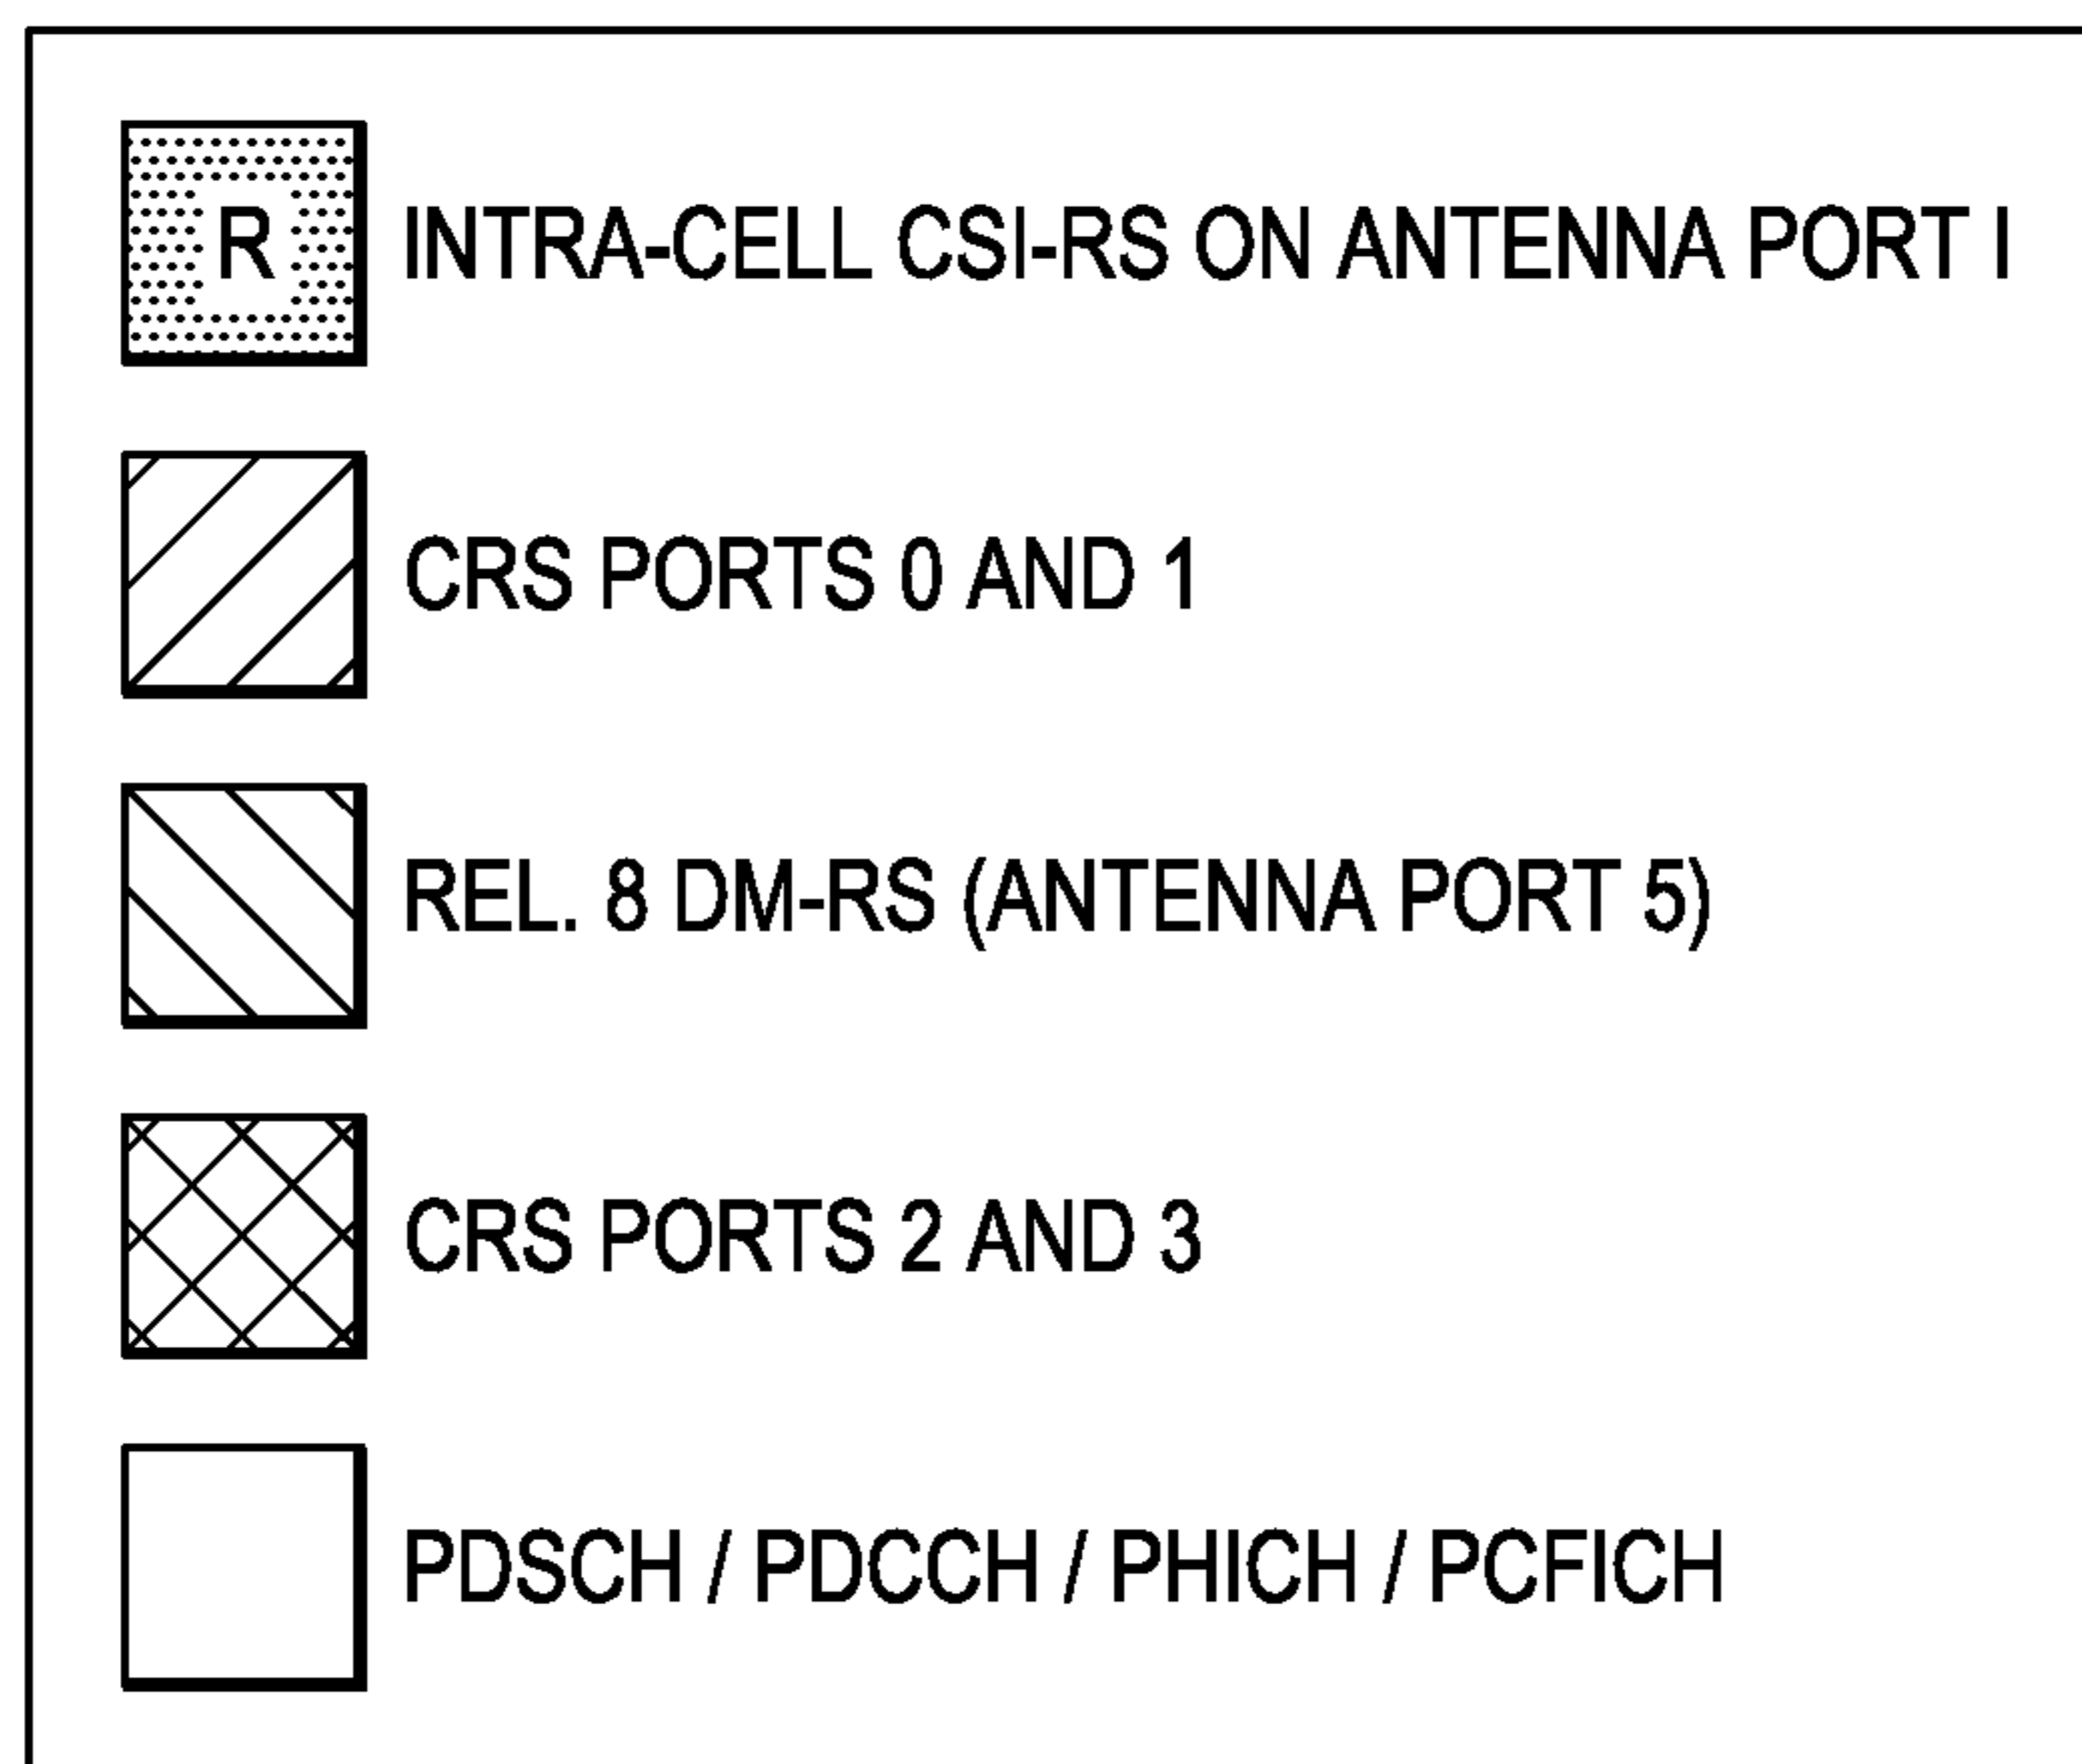 R INTRA-CELL CSI-RS ON ANTENNA PORT I
CRS PORTS 0 AND 1
REL. 8 DM-RS (ANTENNA PORT 5)
CRS PORTS 2 AND 3
PDSCH / PDCCH / PHICH / PCFICH